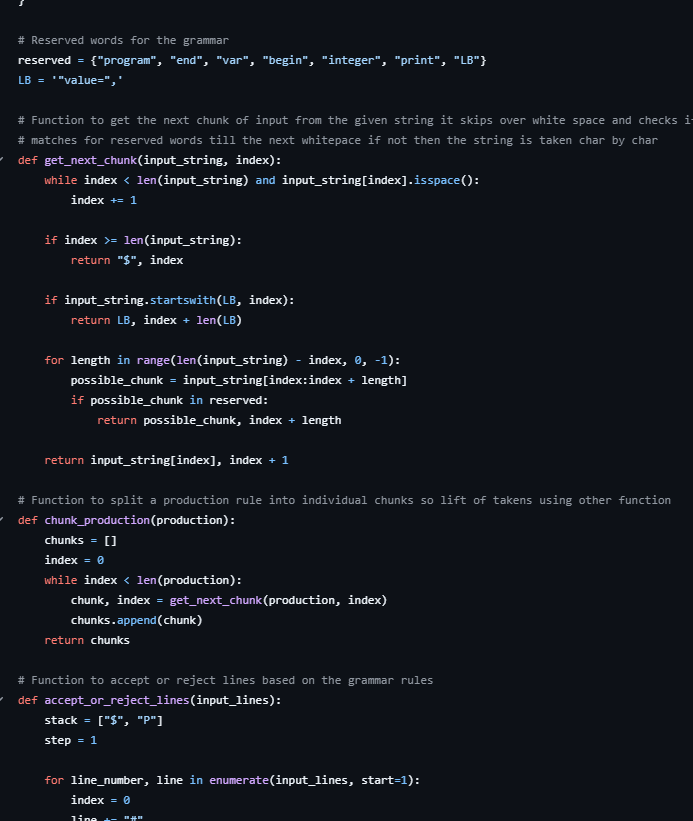 }
# Reserved words for the grammar
reserved = {"program", "end", "var", "begin", "integer", "print", "LB"}
LB = '"value=",'
# Function to get the next chunk of input from the given string it skips over white space and checks i
# matches for reserved words till the next whitepace if not then the string is taken char by char
def get_next_chunk(input_string, index):
    while index < len(input_string) and input_string[index].isspace():
        index += 1
    if index >= len(input_string):
        return "$", index
    if input_string.startswith(LB, index):
        return LB, index + len(LB)
    for length in range(len(input_string) - index, 0, -1):
        possible_chunk = input_string[index:index + length]
        if possible_chunk in reserved:
            return possible_chunk, index + length
    return input_string[index], index + 1
# Function to split a production rule into individual chunks so lift of takens using other function
def chunk_production(production):
    chunks = []
    index = 0
    while index < len(production):
        chunk, index = get_next_chunk(production, index)
        chunks.append(chunk)
    return chunks
# Function to accept or reject lines based on the grammar rules
def accept_or_reject_lines(input_lines):
    stack = ["$", "P"]
    step = 1
    for line_number, line in enumerate(input_lines, start=1):
        index = 0
        line += "#"